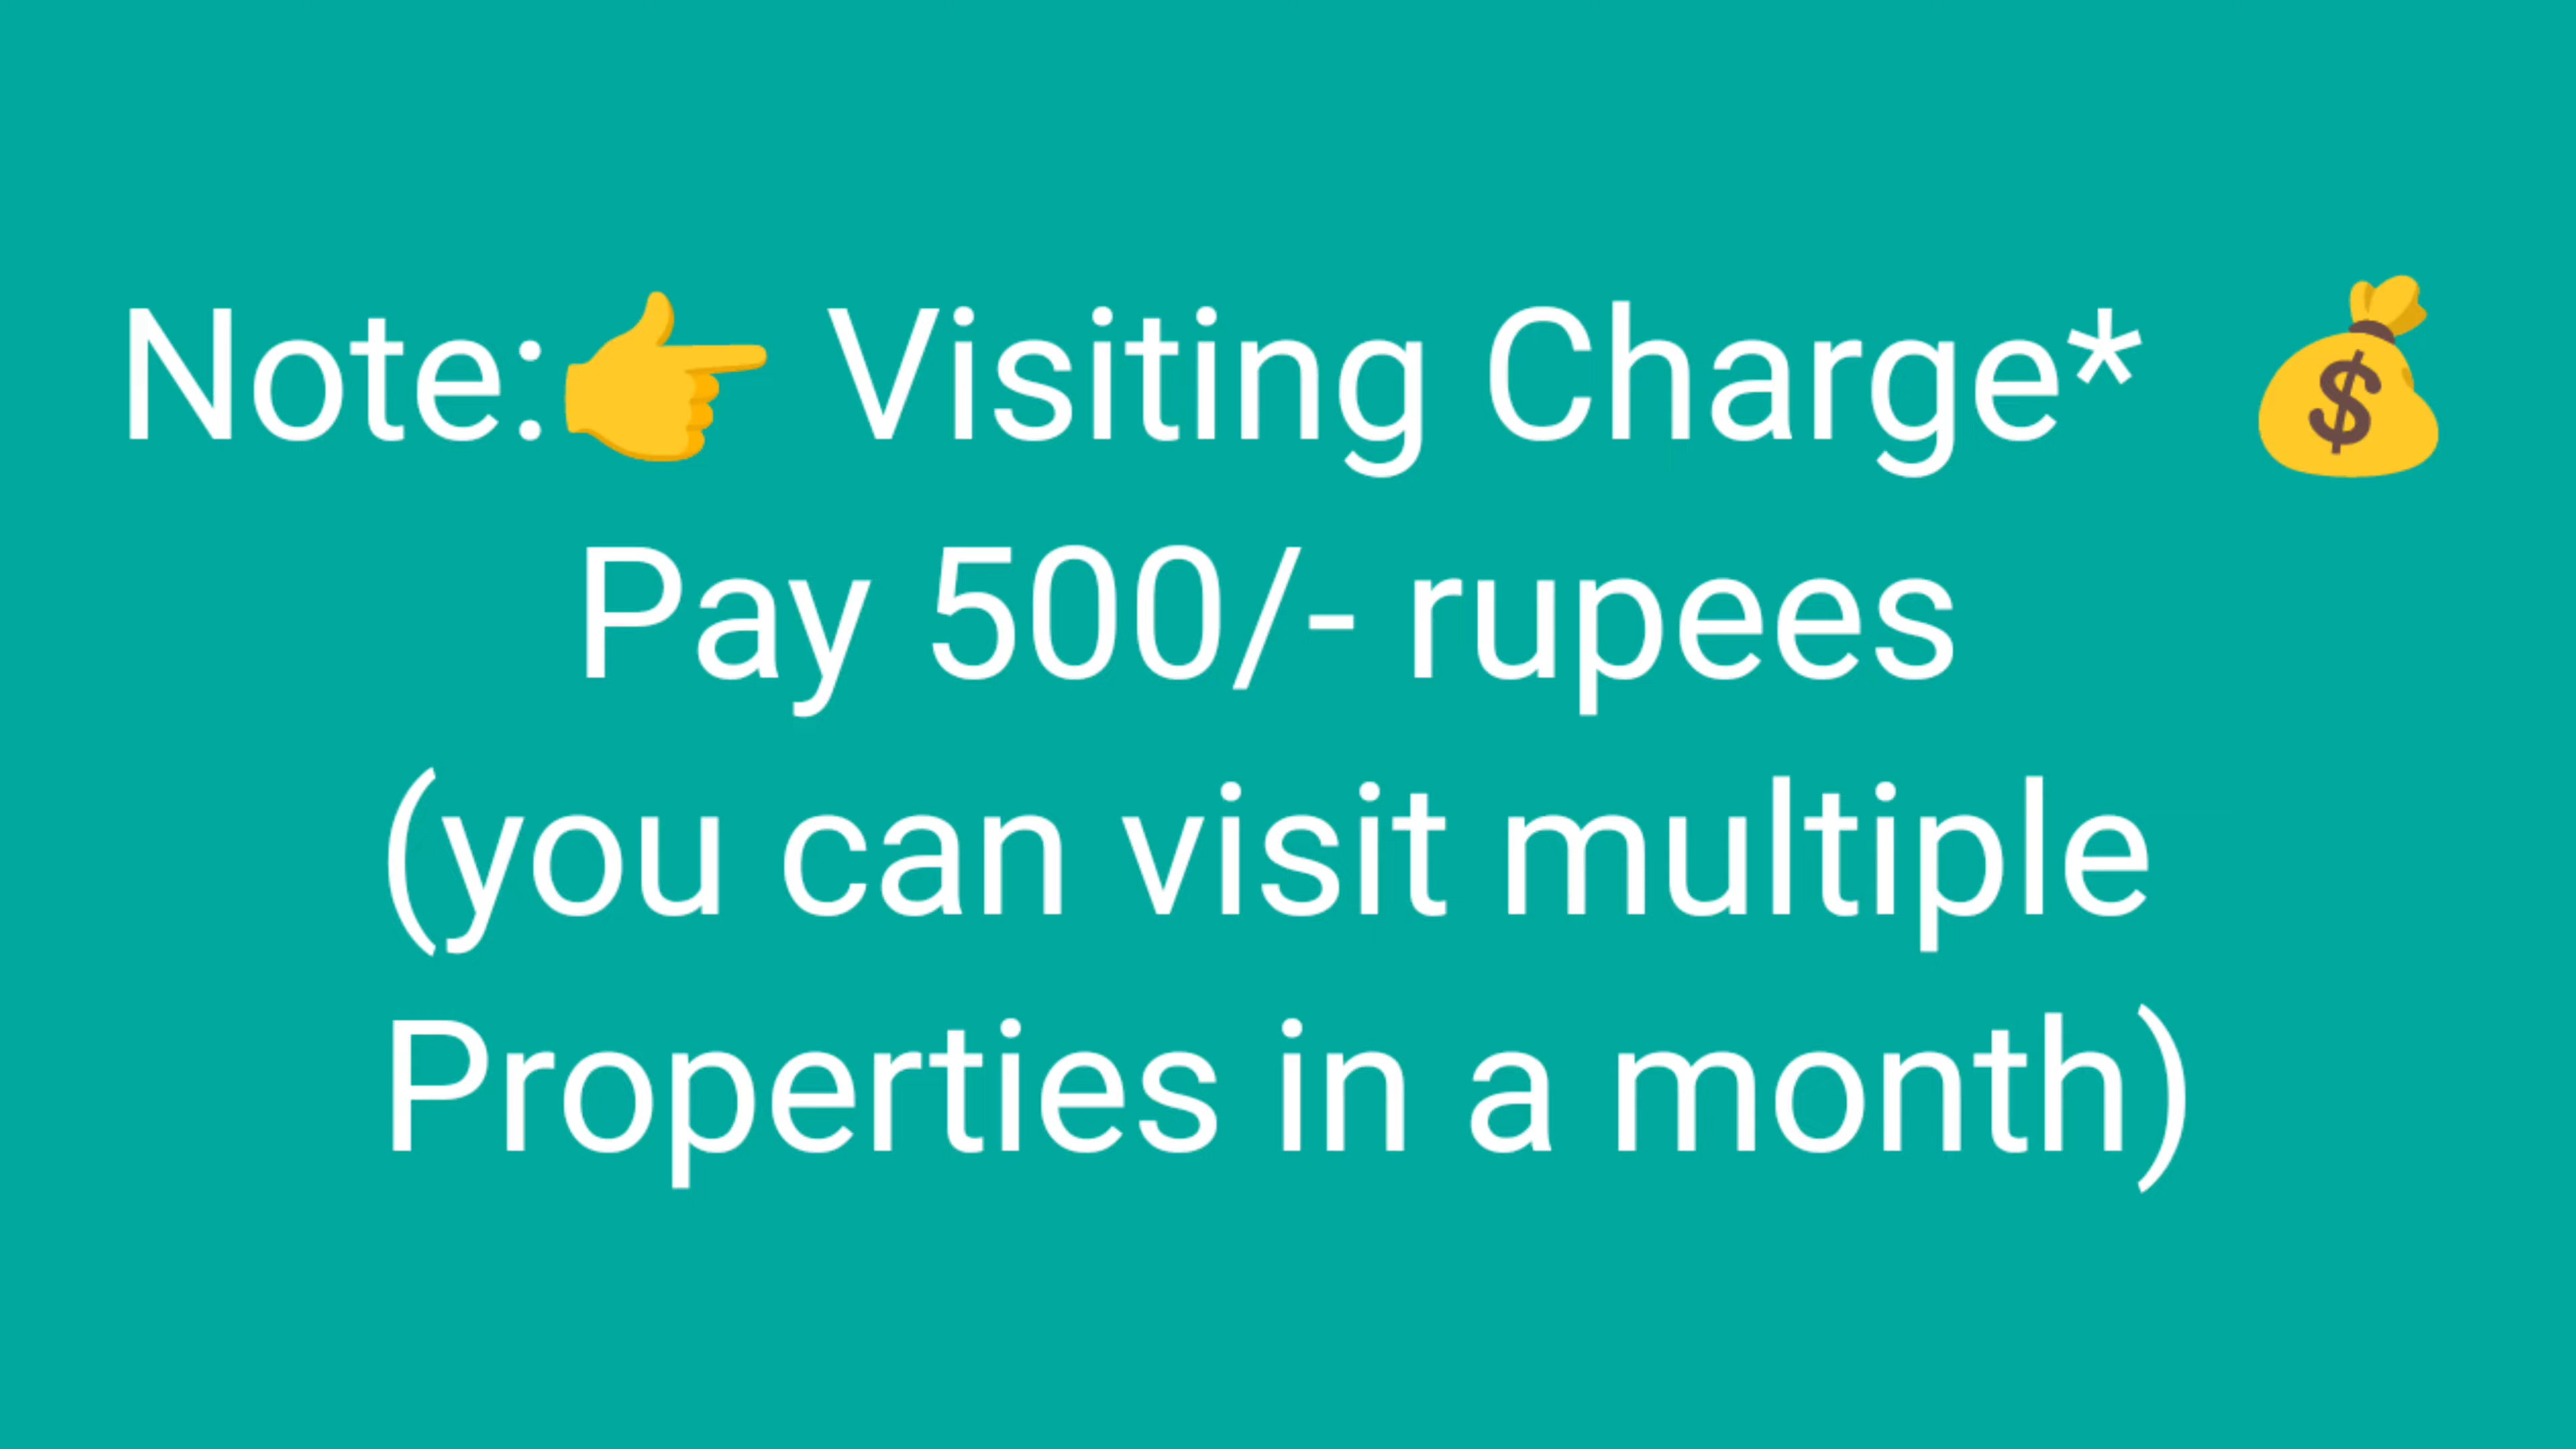 Note:👉 Visiting Charge* 💰
Pay 500/- rupees
(you can visit multiple
Properties in a month)